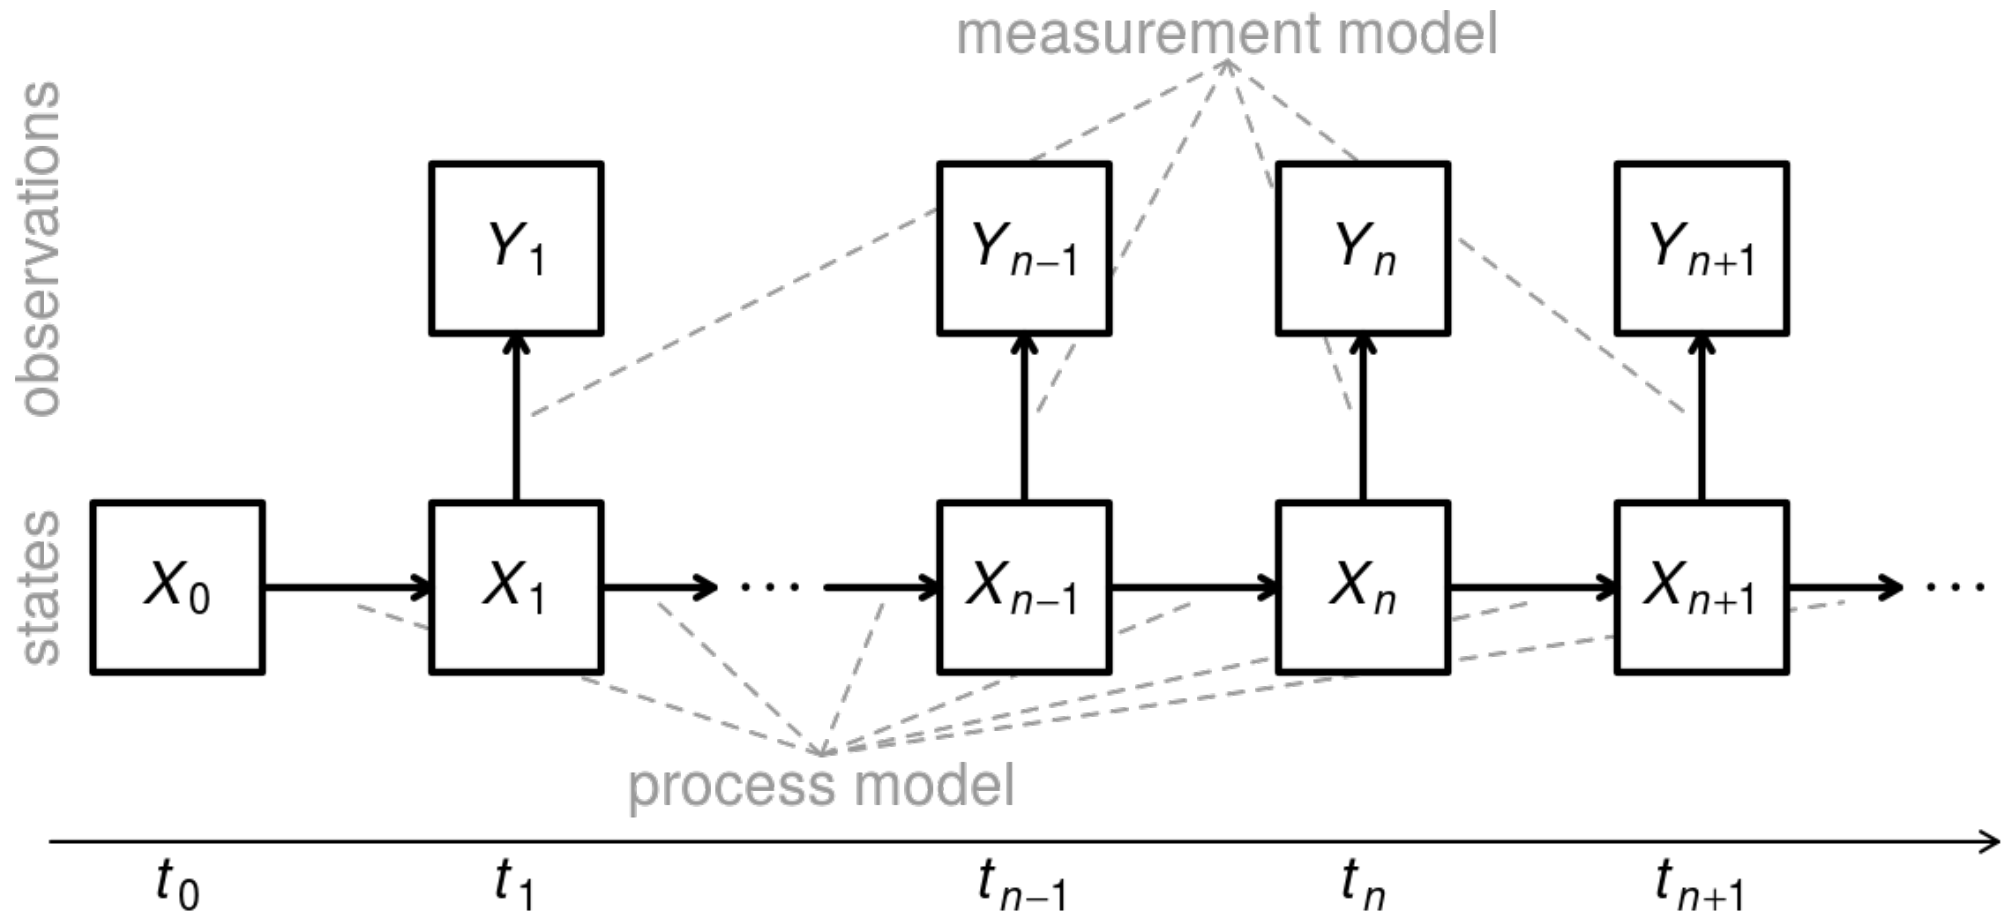 measurement model
observations
Y1 Yn−1 Yn Yn+1
states
X0 X1 ··· Xn−1 Xn Xn+1 ···
process model
t0 t1 tn−1 tn tn+1